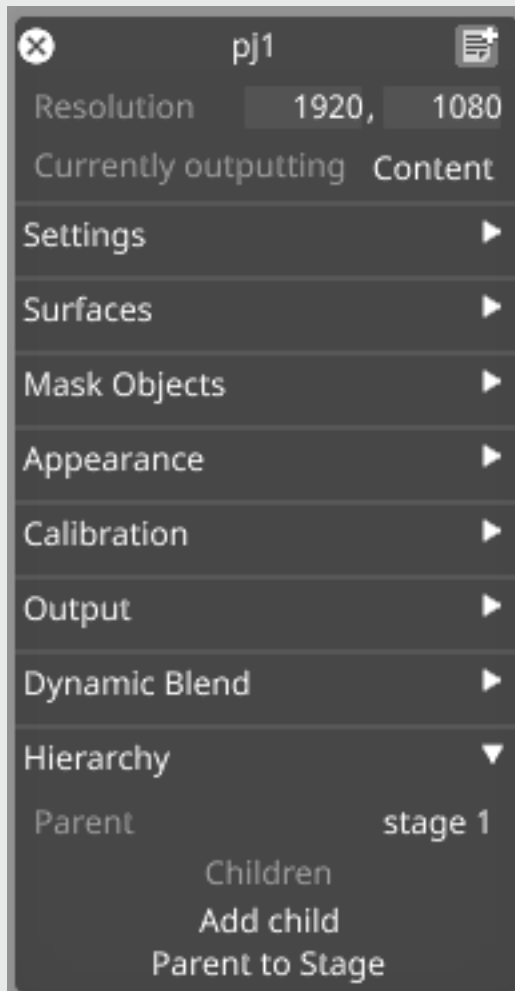 pj1
Resolution 1920, 1080
Currently outputting Content
Settings
Surfaces
Mask Objects
Appearance
Calibration
Output
Dynamic Blend
Hierarchy
Parent stage 1
Children
Add child
Parent to Stage